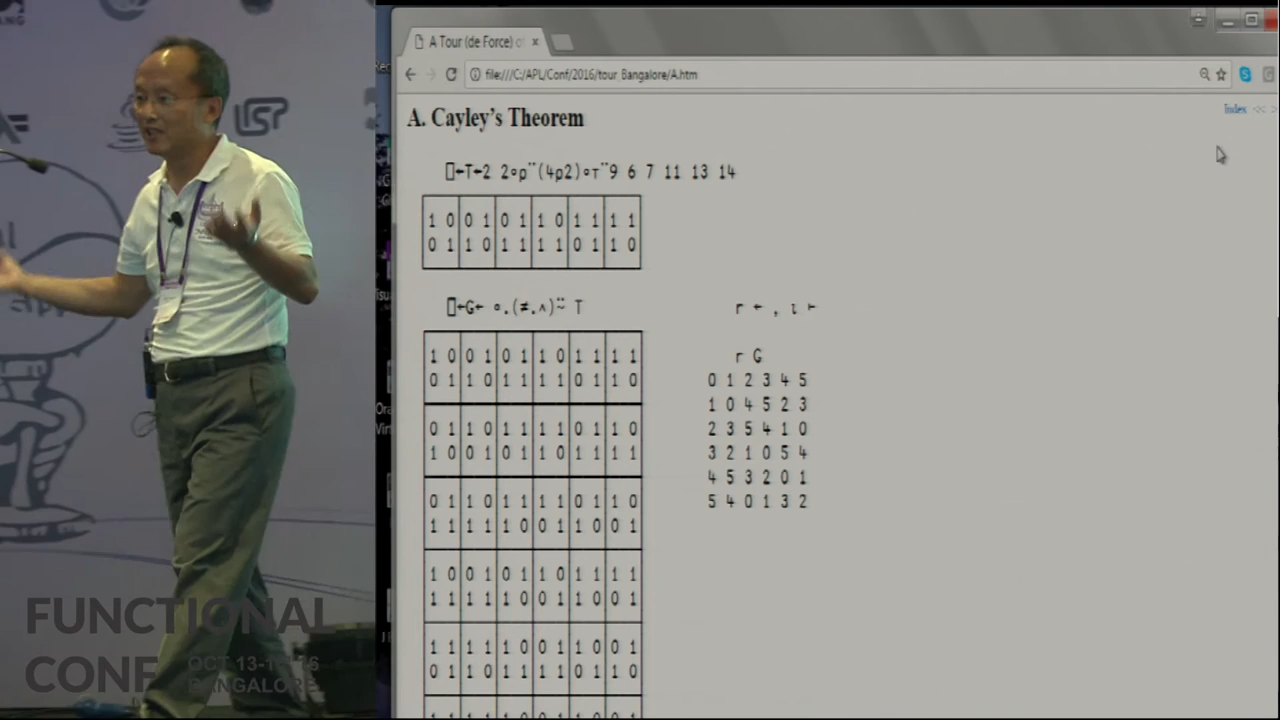 A Tour (de Force) o
file:///C:/APL/Conf/2016/tour Bangalore/A.htm
Index <<
A. Cayley's Theorem
⎕←T←2 2∘⍴¨(4⍴2)∘⊤¨9 6 7 11 13 14
1 0 0 1 0 1 1 0 1 1 1 1
0 1 1 0 1 1 1 1 0 1 1 0
⎕←G← ∘.(≠.∧)⍨ T
1 0 0 1 0 1 1 0 1 1 1 1
0 1 1 0 1 1 1 1 0 1 1 0
0 1 1 0 1 1 1 1 0 1 1 0
1 0 0 1 0 1 1 0 1 1 1 1
0 1 1 0 1 1 1 1 0 1 1 0
1 1 1 1 1 0 0 1 1 0 0 1
1 0 0 1 0 1 1 0 1 1 1 1
1 1 1 1 1 0 0 1 1 0 0 1
1 1 1 1 1 0 0 1 1 0 0 1
0 1 1 0 1 1 1 1 0 1 1 0
r ← , ⍳ ⊢
r G
0 1 2 3 4 5
1 0 4 5 2 3
2 3 5 4 1 0
3 2 1 0 5 4
4 5 3 2 0 1
5 4 0 1 3 2
FUNCTIONAL
CONF
BANGALORE